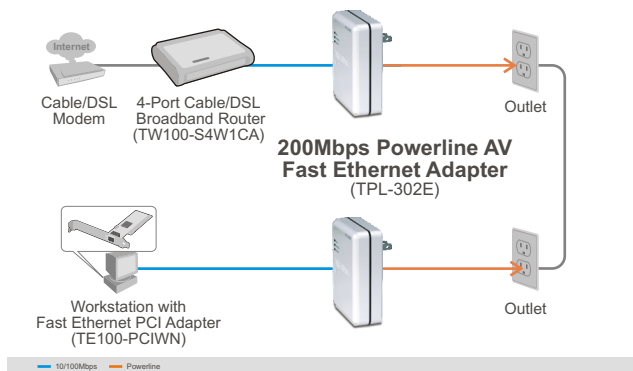 Internet
Cable/DSL
Modem
4-Port Cable/DSL
Broadband Router
(TW100-S4W1CA)
Outlet
200Mbps Powerline AV
Fast Ethernet Adapter
(TPL-302E)
Workstation with
Fast Ethernet PCI Adapter
(TE100-PCIWN)
Outlet
10/100Mbps
Powerline